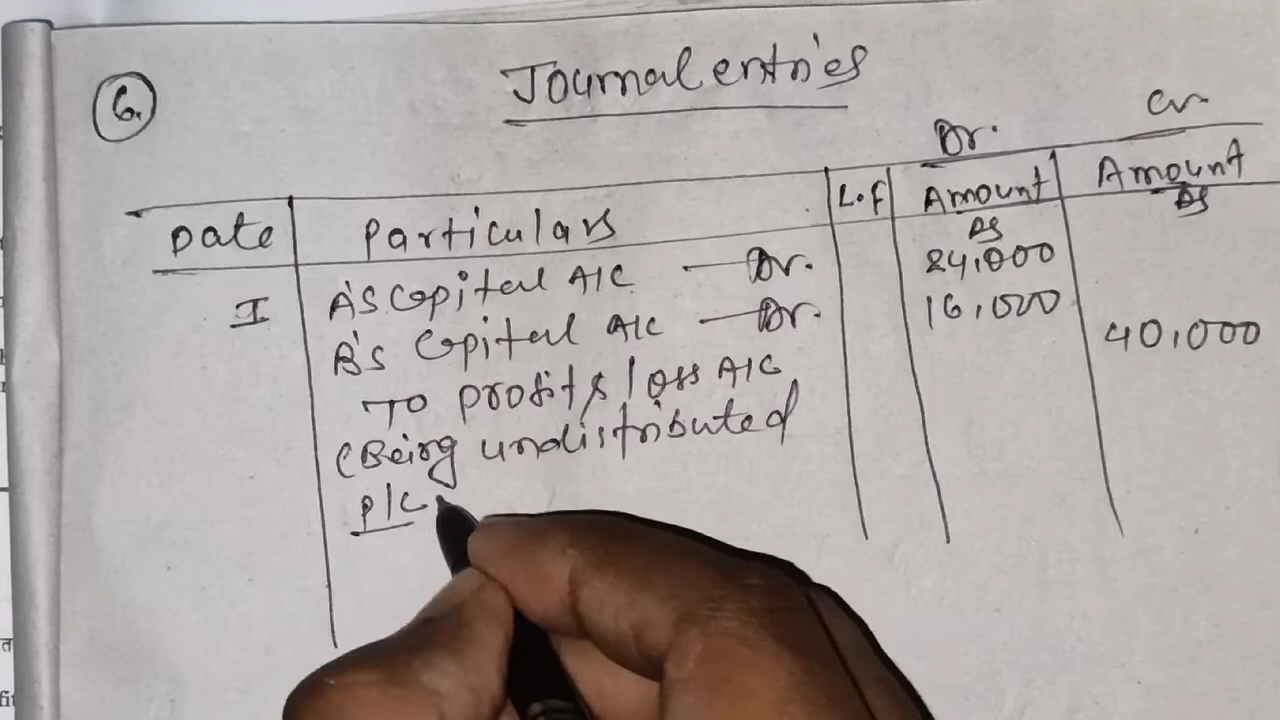 6.
Journal entries
Dr. Cr.
Date Particulars L.f Amount Amount
Rs Rs
I A's Capital A/C — Dr. 24,000
B's Capital A/C — Dr. 16,000
To profit & loss A/C 40,000
(Being undistributed
P/L
त